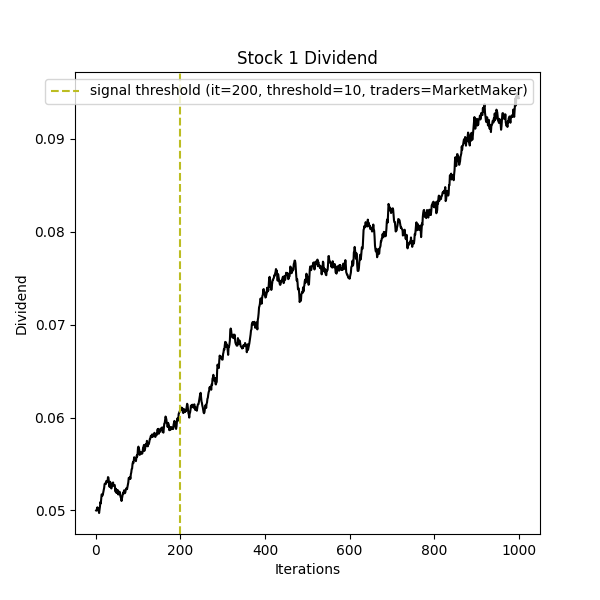 Stock 1 Dividend
signal threshold (it=200, threshold=10, traders=MarketMaker)
0.09
0.08
0.07
0.06
0.05
Dividend
0 200 400 600 800 1000
Iterations